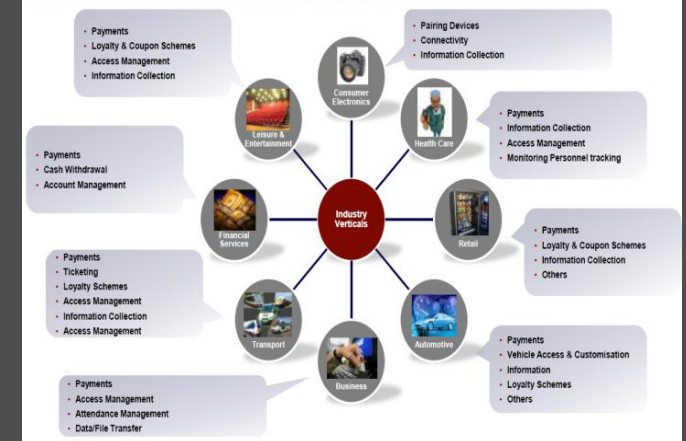 Payments
Loyalty & Coupon Schemes
Access Management
Information Collection
Pairing Devices
Connectivity
Information Collection
Consumer
Electronics
Leisure &
Entertainment
Health Care
Payments
Information Collection
Access Management
Monitoring Personnel tracking
Payments
Cash Withdrawal
Account Management
Financial
Services
Industry
Verticals
Retail
Payments
Loyalty & Coupon Schemes
Information Collection
Others
Payments
Ticketing
Loyalty Schemes
Access Management
Information Collection
Access Management
Transport
Automotive
Payments
Vehicle Access & Customisation
Information
Loyalty Schemes
Others
Business
Payments
Access Management
Attendance Management
Data/File Transfer